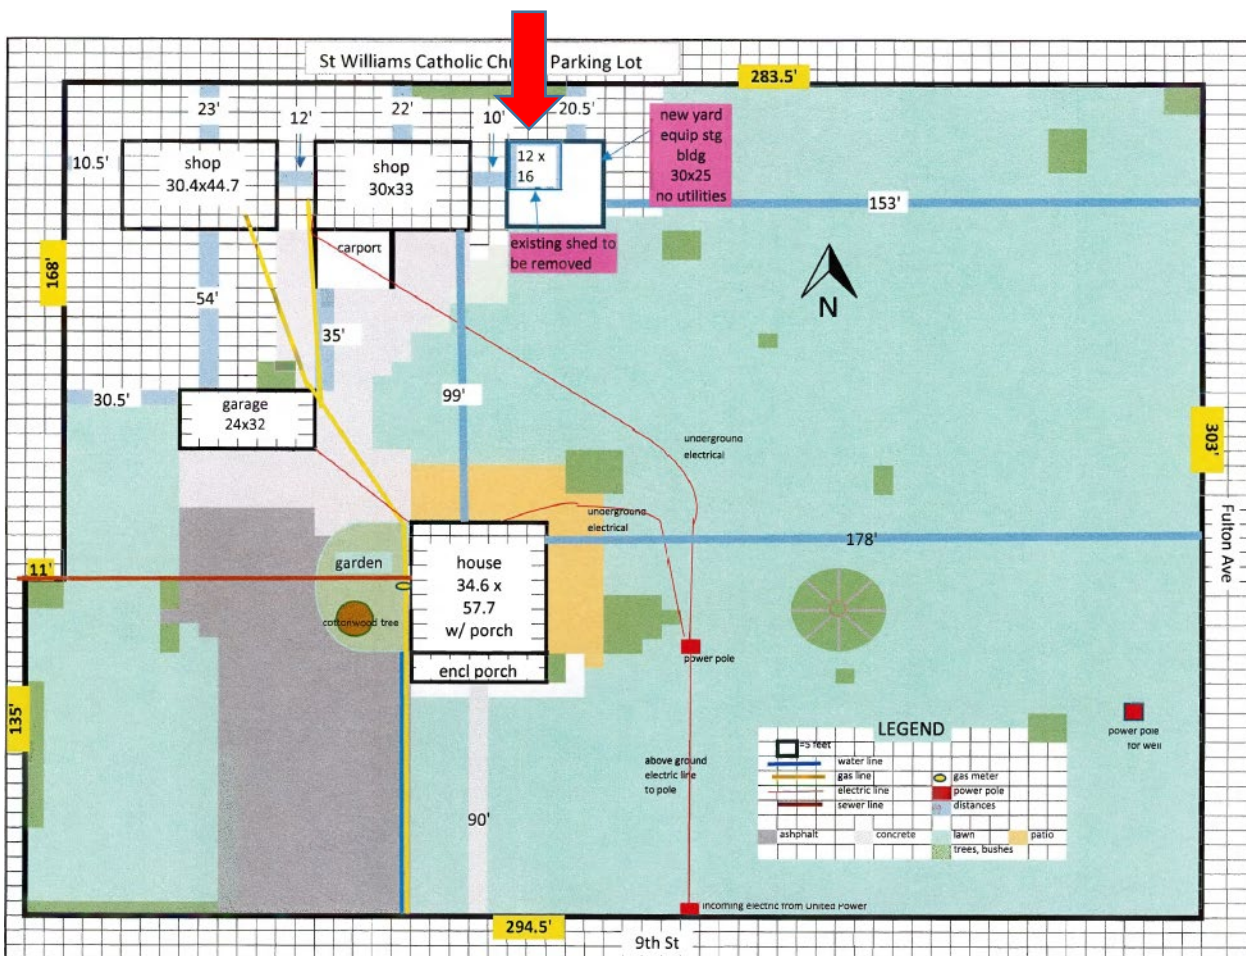 St Williams Catholic Chu Parking Lot
283.5'
23'
12'
22'
10'
20.5'
new yard
equip stg
bldg
30x25
no utilities
10.5'
shop
30.4x44.7
shop
30x33
12 x
16
153'
existing shed to
be removed
carport
168'
N
54'
35'
30.5'
99'
garage
24x32
303'
underground
electrical
underground
electrical
Fulton Ave
178'
11'
garden
house
34.6 x
57.7
w/ porch
cottonwood tree
encl porch
power pole
135'
power pole
for well
above ground
electric line
to pole
90'
LEGEND
=5 feet
water line
gas line
gas meter
electric line
power pole
sewer line
distances
ashphalt
concrete
lawn
patio
trees, bushes
incoming electric from United Power
294.5'
9th St